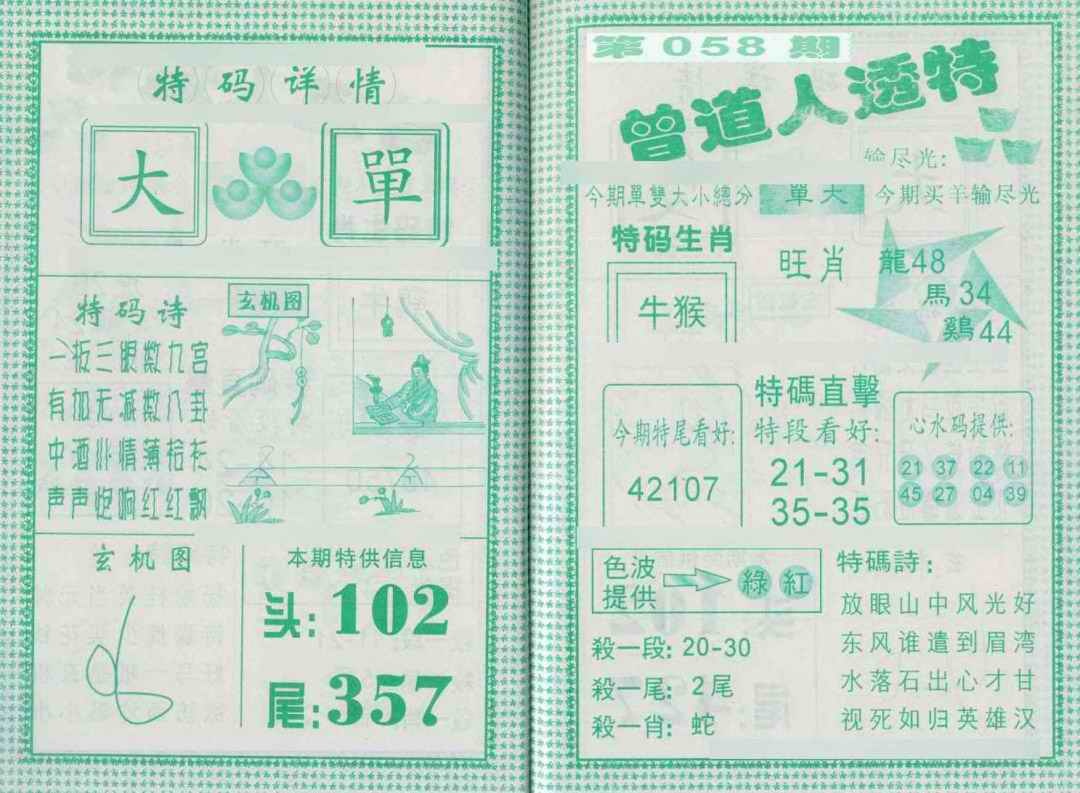 特码详情
大 單
特码诗
一板三眼数九宫
有加无减数八卦
声声炮响红红飘
玄机图
玄机图
本期特供信息
头:102
尾:357
第058期
曾道人透特
输尽光:
今期單雙大小總分 單大 今期买羊输尽光
特码生肖
牛猴
旺肖
龍48
馬34
鷄44
今期特尾看好:
42107
特碼直擊
特段看好:
21-31
35-35
心水码提供:
21 37 22 11
45 27 04 39
色波提供 綠 紅
殺一段: 20-30
殺一尾: 2尾
殺一肖: 蛇
特碼詩:
放眼山中风光好
东风谁遣到眉湾
水落石出心才甘
视死如归英雄汉